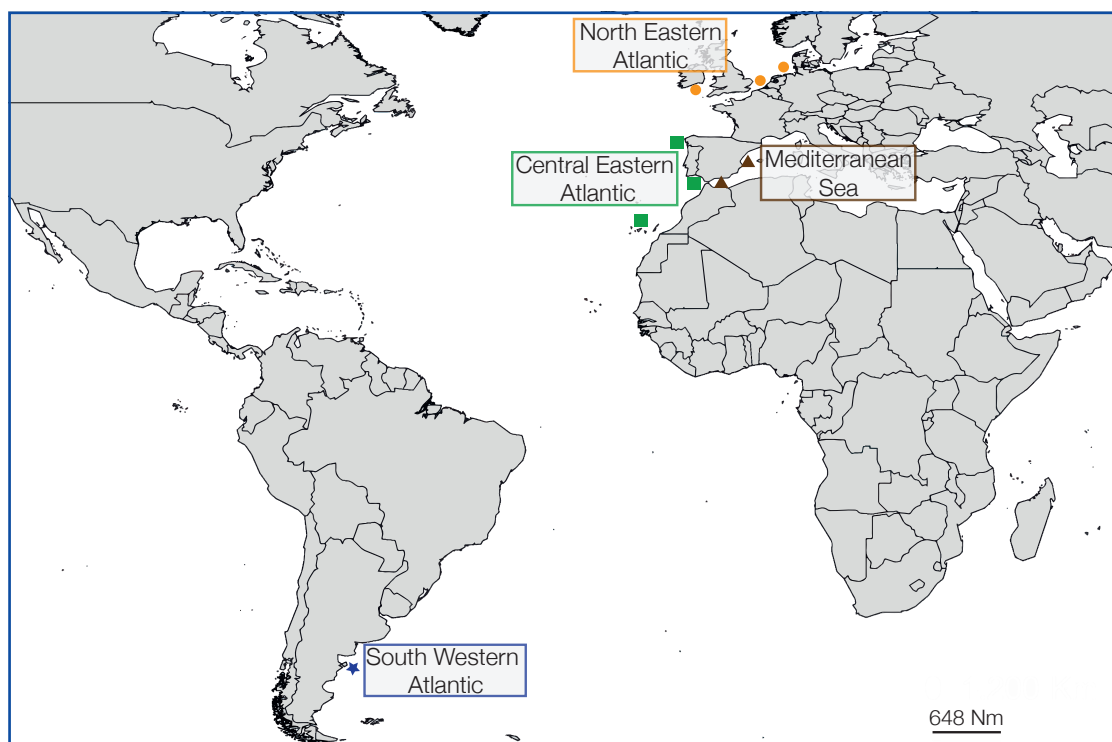 North Eastern
Atlantic
Central Eastern
Atlantic
Mediterranean
Sea
South Western
Atlantic
648 Nm